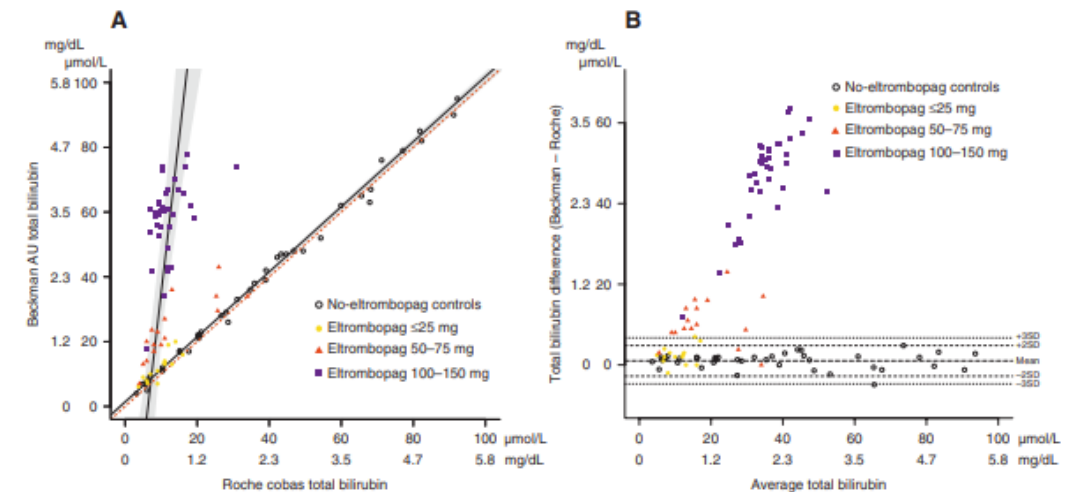 A
mg/dL
μmol/L
5.8 100
4.7 80
3.5 60
2.3 40
1.2 20
0 0
Beckman AU total bilirubin
No-eltrombopag controls
Eltrombopag ≤25 mg
Eltrombopag 50–75 mg
Eltrombopag 100–150 mg
0 20 40 60 80 100 μmol/L
0 1.2 2.3 3.5 4.7 5.8 mg/dL
Roche cobas total bilirubin
B
mg/dL
μmol/L
3.5 60
2.3 40
1.2 20
0 0
Total bilirubin difference (Beckman – Roche)
No-eltrombopag controls
Eltrombopag ≤25 mg
Eltrombopag 50–75 mg
Eltrombopag 100–150 mg
+3SD
+2SD
Mean
−2SD
−3SD
0 20 40 60 80 100 μmol/L
0 1.2 2.3 3.5 4.7 5.8 mg/dL
Average total bilirubin